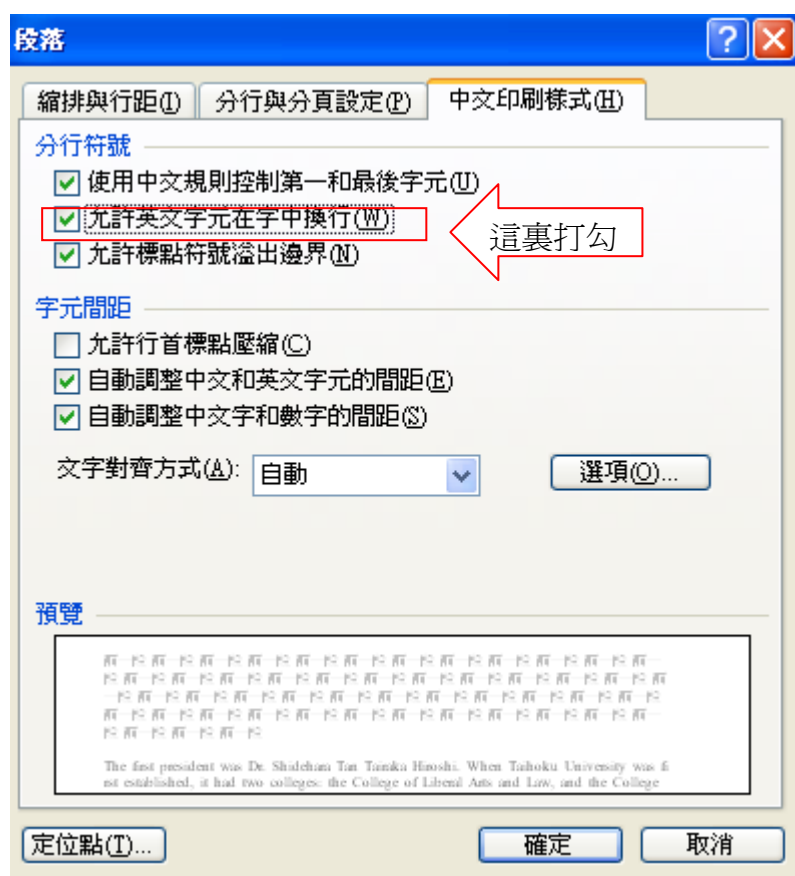 段落
縮排與行距(I) 分行與分頁設定(P) 中文印刷樣式(H)
分行符號
使用中文規則控制第一和最後字元(U)
允許英文字元在字中換行(W)
這裏打勾
允許標點符號溢出邊界(N)
字元間距
允許行首標點壓縮(C)
自動調整中文和英文字元的間距(E)
自動調整中文字和數字的間距(S)
文字對齊方式(A): 自動 選項(O)...
預覽
The first president was Dr. Shidehara Tan Tanaka Hiroshi. When Taihoku University was fi
rst established, it had two colleges: the College of Liberal Arts and Law, and the College
定位點(T)... 確定 取消